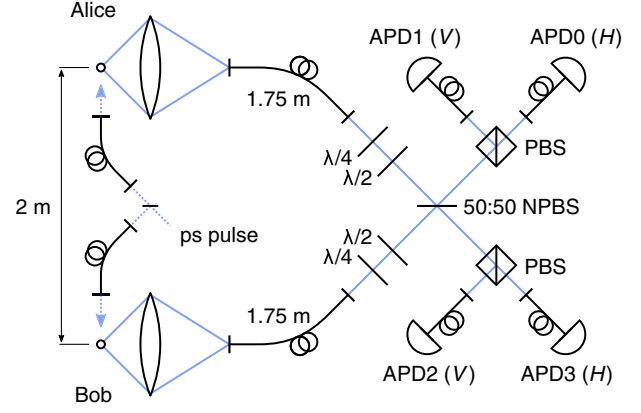 Alice
APD1 (V)
APD0 (H)
1.75 m
λ/4
λ/2
PBS
2 m
50:50 NPBS
ps pulse
λ/2
λ/4
PBS
1.75 m
APD2 (V)
APD3 (H)
Bob